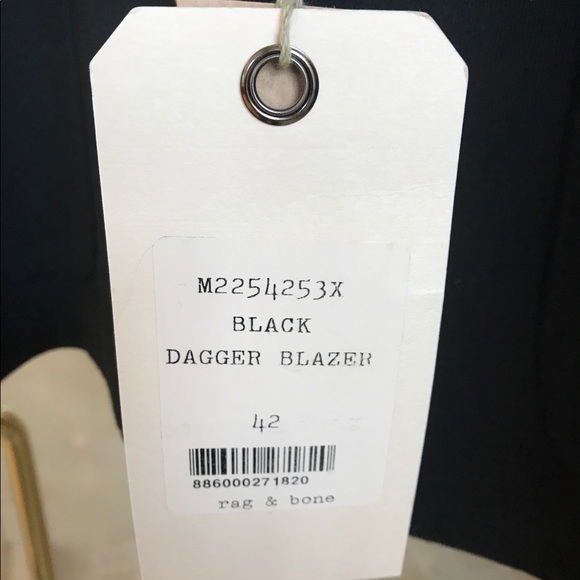 M2254253X
BLACK
DAGGER BLAZER
42
886000271820
rag & bone